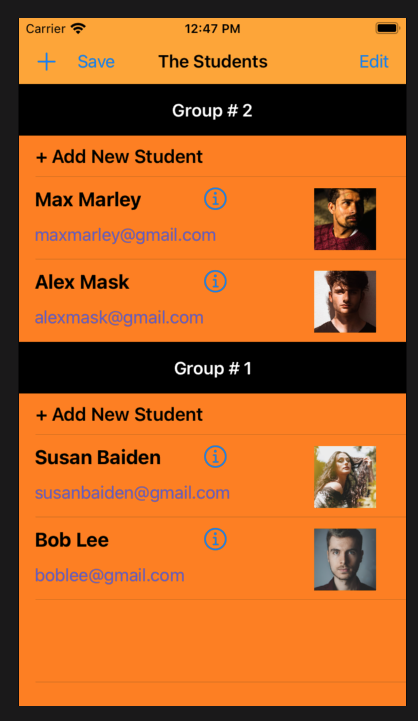 Carrier 12:47 PM
+ Save The Students Edit
Group # 2
+ Add New Student
Max Marley
maxmarley@gmail.com
Alex Mask
alexmask@gmail.com
Group # 1
+ Add New Student
Susan Baiden
susanbaiden@gmail.com
Bob Lee
boblee@gmail.com